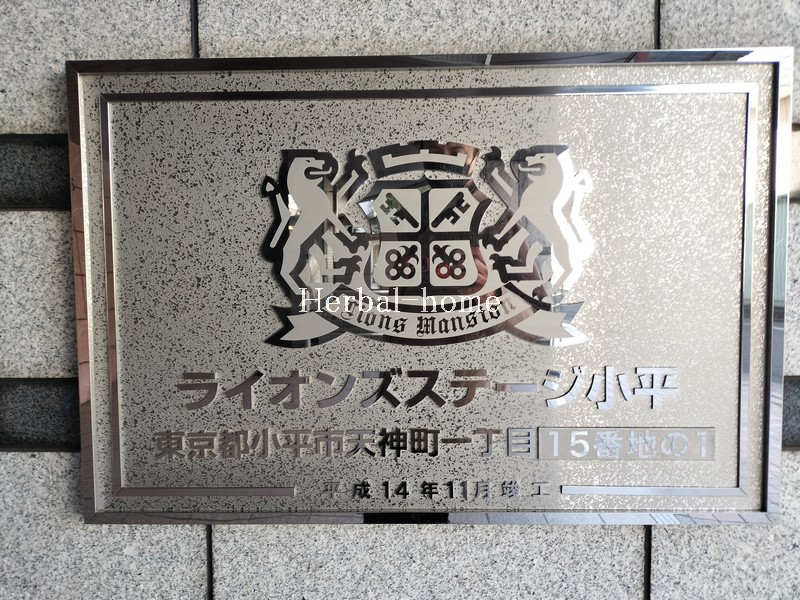 Herbal-home
Lions Mansion
ライオンズステージ小平
東京都小平市天神町一丁目15番地の1
平成14年11月竣工